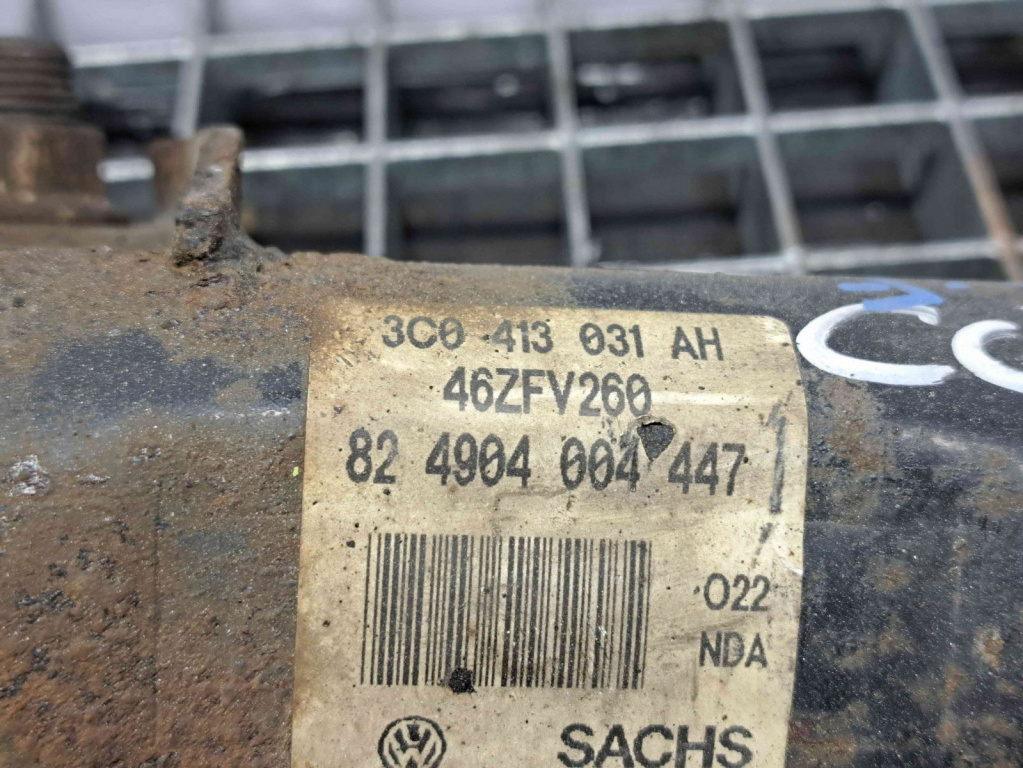 3C0 413 031 AH
46ZFV260
82 4904 004 447
022
NDA
SACHS